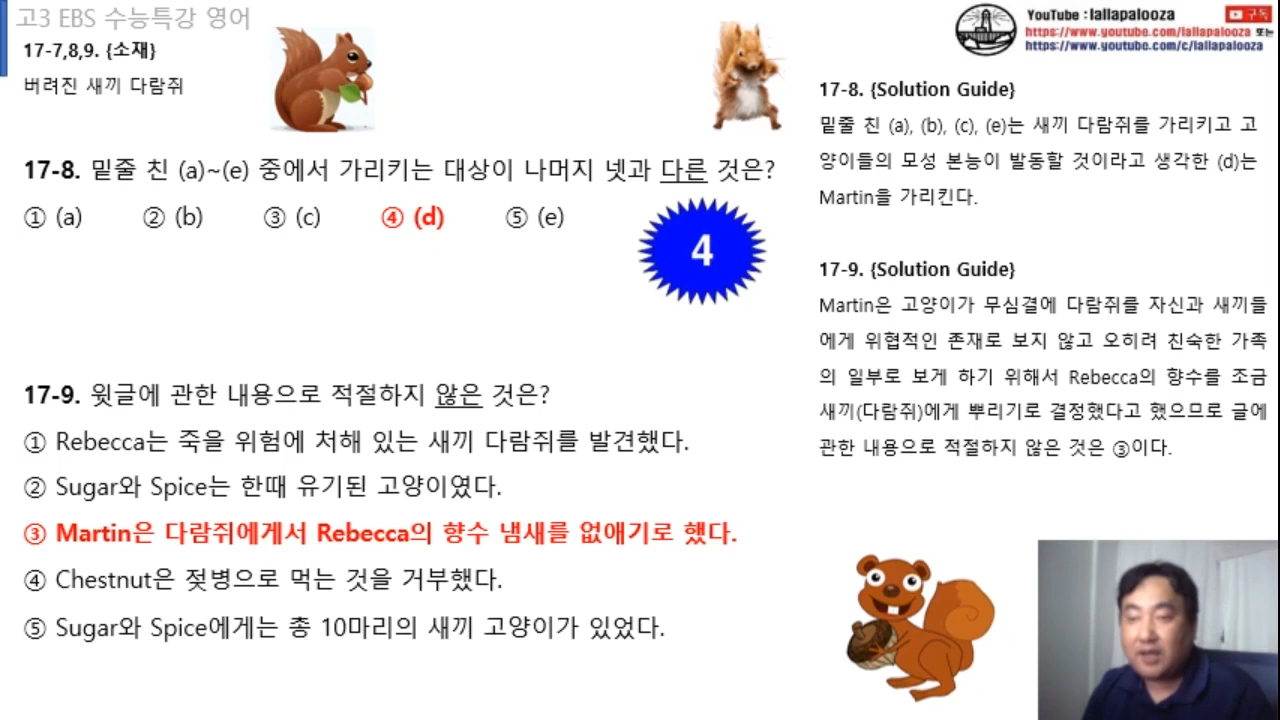 고3 EBS 수능특강 영어
17-7,8,9. {소재}
버려진 새끼 다람쥐
17-8. 밑줄 친 (a)~(e) 중에서 가리키는 대상이 나머지 넷과 다른 것은?
① (a) ② (b) ③ (c) ④ (d) ⑤ (e)
4
17-9. 윗글에 관한 내용으로 적절하지 않은 것은?
① Rebecca는 죽을 위험에 처해 있는 새끼 다람쥐를 발견했다.
② Sugar와 Spice는 한때 유기된 고양이였다.
③ Martin은 다람쥐에게서 Rebecca의 향수 냄새를 없애기로 했다.
④ Chestnut은 젖병으로 먹는 것을 거부했다.
⑤ Sugar와 Spice에게는 총 10마리의 새끼 고양이가 있었다.
YouTube : lallapalooza
구독
https://www.youtube.com/lallapalooza 또는
https://www.youtube.com/c/lallapalooza
17-8. {Solution Guide}
밑줄 친 (a), (b), (c), (e)는 새끼 다람쥐를 가리키고 고
양이들의 모성 본능이 발동할 것이라고 생각한 (d)는
Martin을 가리킨다.
17-9. {Solution Guide}
Martin은 고양이가 무심결에 다람쥐를 자신과 새끼들
에게 위협적인 존재로 보지 않고 오히려 친숙한 가족
의 일부로 보게 하기 위해서 Rebecca의 향수를 조금
새끼(다람쥐)에게 뿌리기로 결정했다고 했으므로 글에
관한 내용으로 적절하지 않은 것은 ③이다.